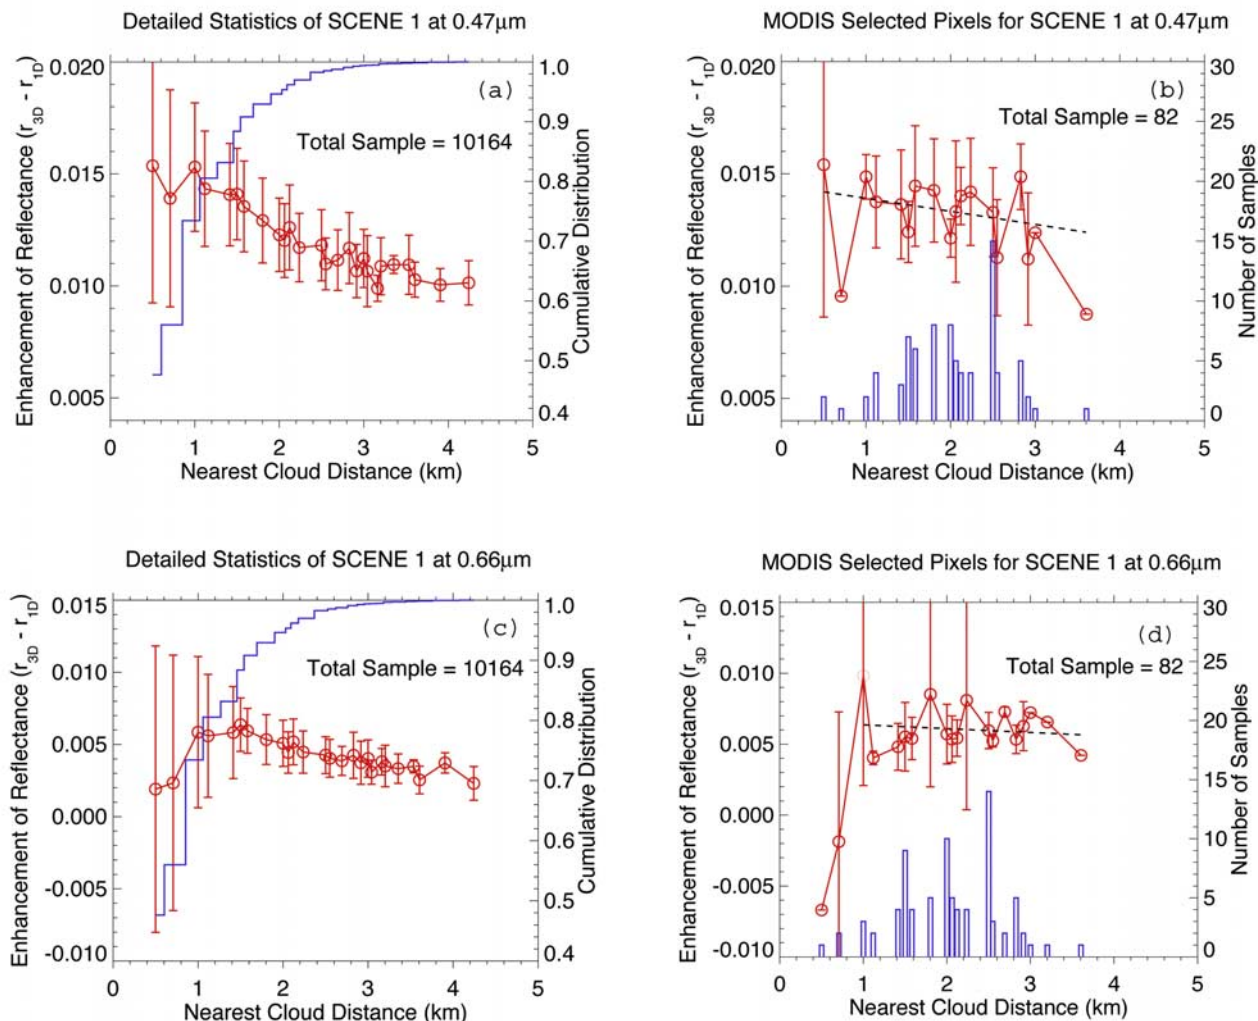 Detailed Statistics of SCENE 1 at 0.47μm
MODIS Selected Pixels for SCENE 1 at 0.47μm
Enhancement of Reflectance (r3D - r1D)
0.020
0.015
0.010
0.005
(a)
Total Sample = 10164
1.0
0.9
0.8
0.7
0.6
0.5
0.4
Cumulative Distribution
0 1 2 3 4 5
Nearest Cloud Distance (km)
Enhancement of Reflectance (r3D - r1D)
0.020
0.015
0.010
0.005
(b)
Total Sample = 82
30
25
20
15
10
5
0
Number of Samples
0 1 2 3 4 5
Nearest Cloud Distance (km)
Detailed Statistics of SCENE 1 at 0.66μm
MODIS Selected Pixels for SCENE 1 at 0.66μm
Enhancement of Reflectance (r3D - r1D)
0.015
0.010
0.005
0.000
-0.005
-0.010
(c)
Total Sample = 10164
1.0
0.9
0.8
0.7
0.6
0.5
0.4
Cumulative Distribution
0 1 2 3 4 5
Nearest Cloud Distance (km)
Enhancement of Reflectance (r3D - r1D)
0.015
0.010
0.005
0.000
-0.005
-0.010
(d)
Total Sample = 82
30
25
20
15
10
5
0
Number of Samples
0 1 2 3 4 5
Nearest Cloud Distance (km)